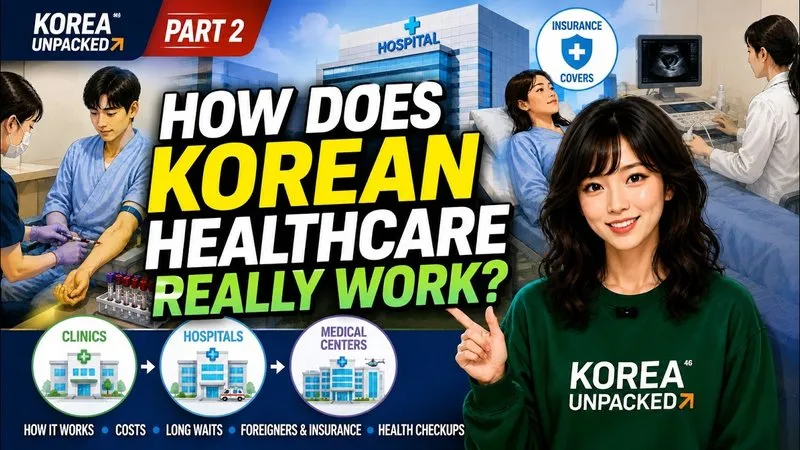 KOREA
UNPACKED
PART 2
HOSPITAL
INSURANCE
COVERS
HOW DOES
KOREAN
HEALTHCARE
REALLY WORK?
CLINICS
HOSPITALS
MEDICAL
CENTERS
HOW IT WORKS • COSTS • LONG WAITS • FOREIGNERS & INSURANCE • HEALTH CHECKUPS
KOREA 46
UNPACKED